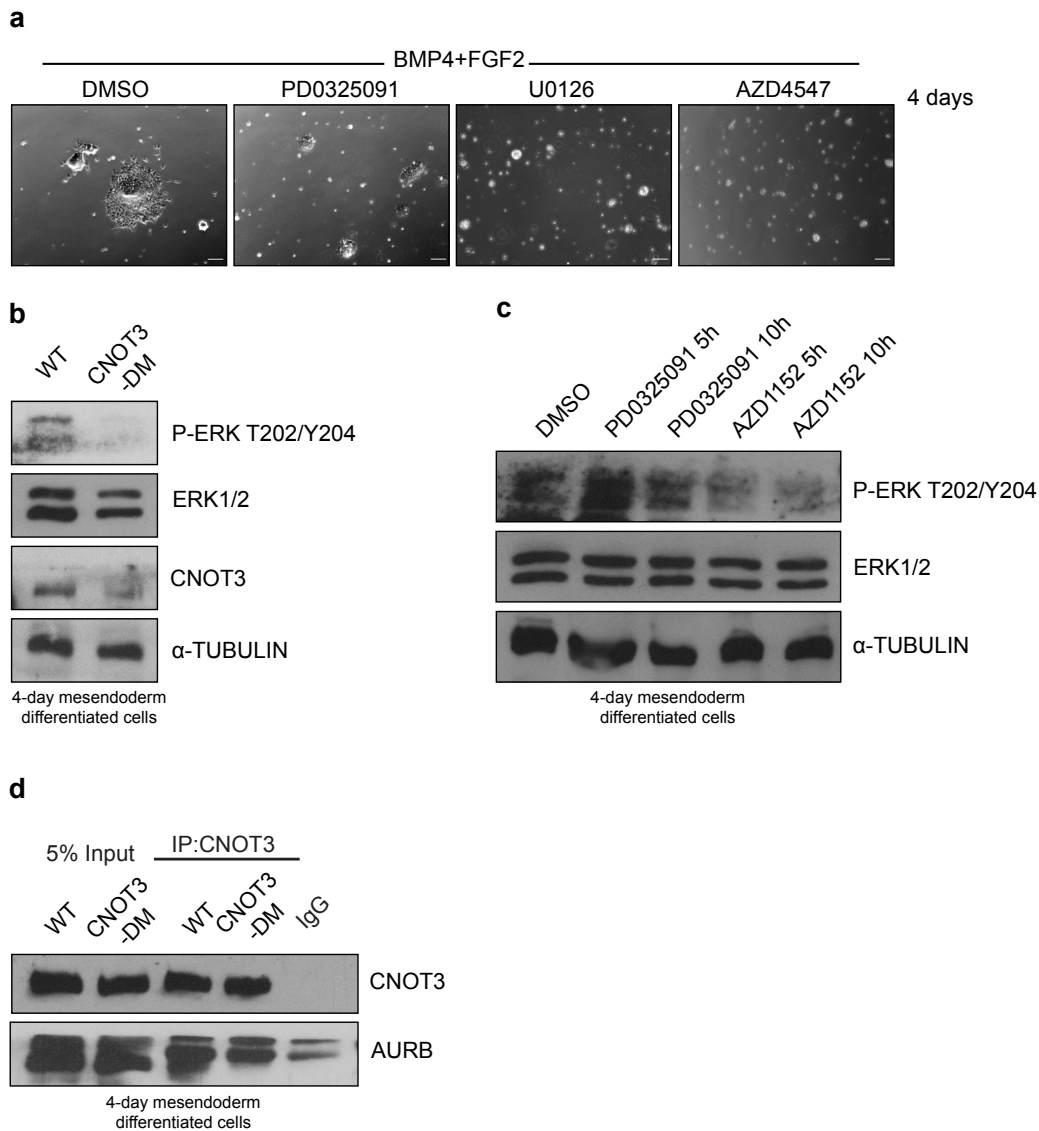 a
BMP4+FGF2
DMSO
PD0325091
U0126
AZD4547
4 days
b
WT
CNOT3
-DM
P-ERK T202/Y204
ERK1/2
CNOT3
α-TUBULIN
4-day mesendoderm
differentiated cells
c
DMSO
PD0325091 5h
PD0325091 10h
AZD1152 5h
AZD1152 10h
P-ERK T202/Y204
ERK1/2
α-TUBULIN
4-day mesendoderm
differentiated cells
d
5% Input
IP:CNOT3
WT
CNOT3
-DM
WT
CNOT3
-DM
IgG
CNOT3
AURB
4-day mesendoderm
differentiated cells